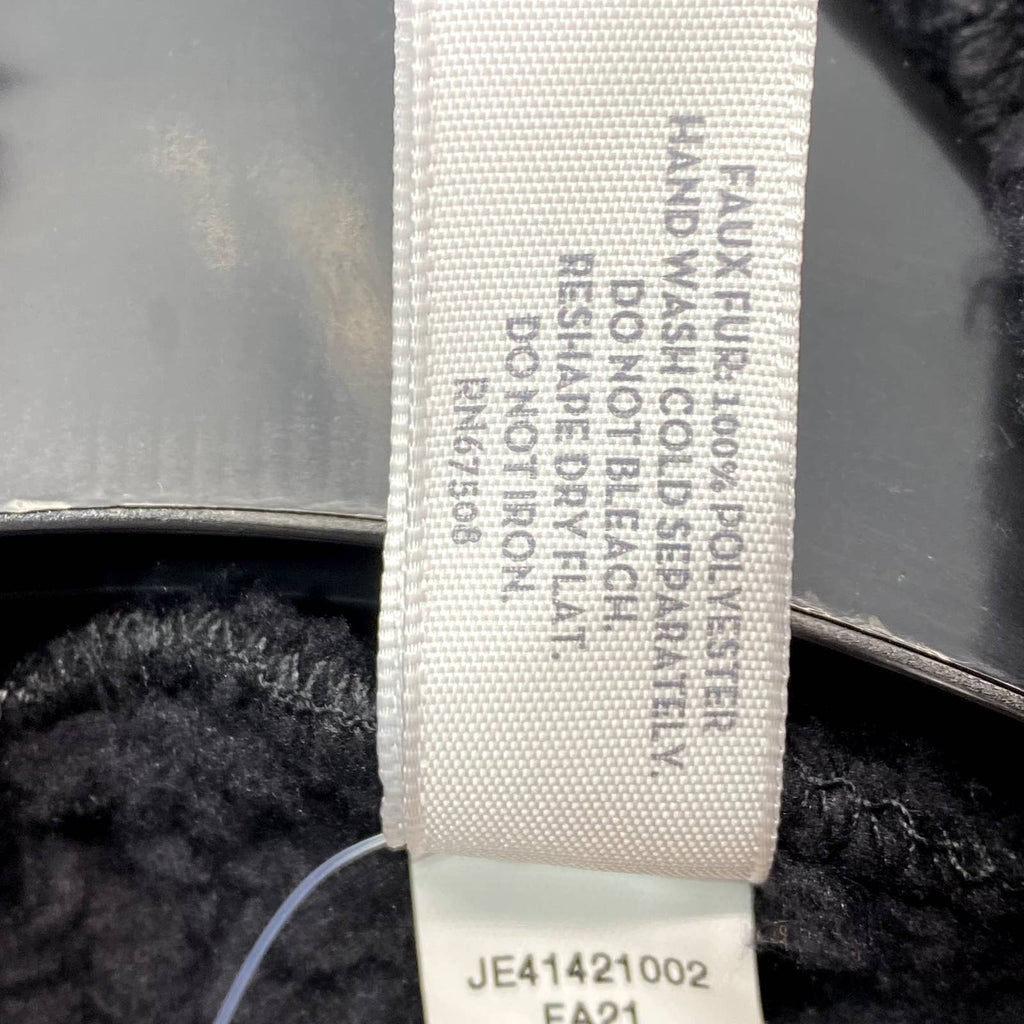 FAUX FUR: 100% POLYESTER
HAND WASH COLD SEPARATELY.
DO NOT BLEACH.
RESHAPE DRY FLAT.
DO NOT IRON
RN67508
JE41421002
FA21